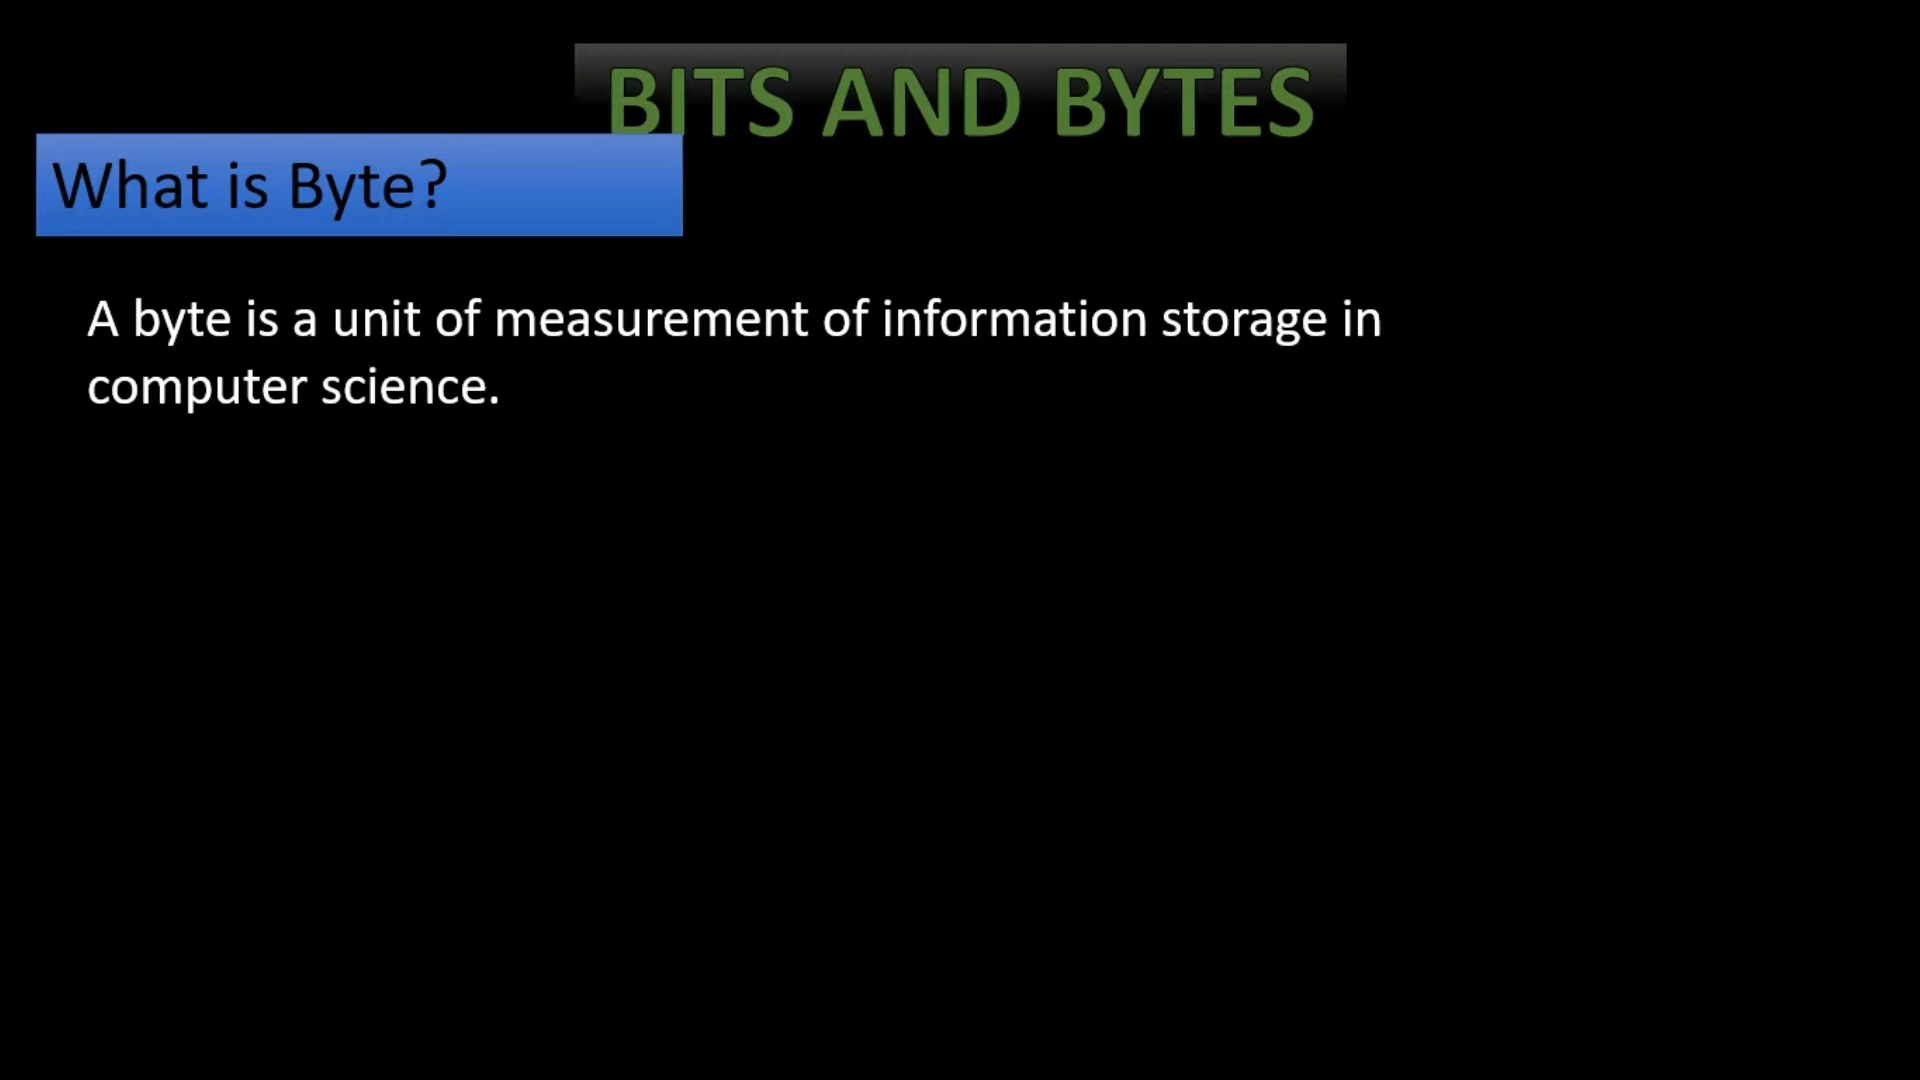 BITS AND BYTES
What is Byte?
A byte is a unit of measurement of information storage in
computer science.